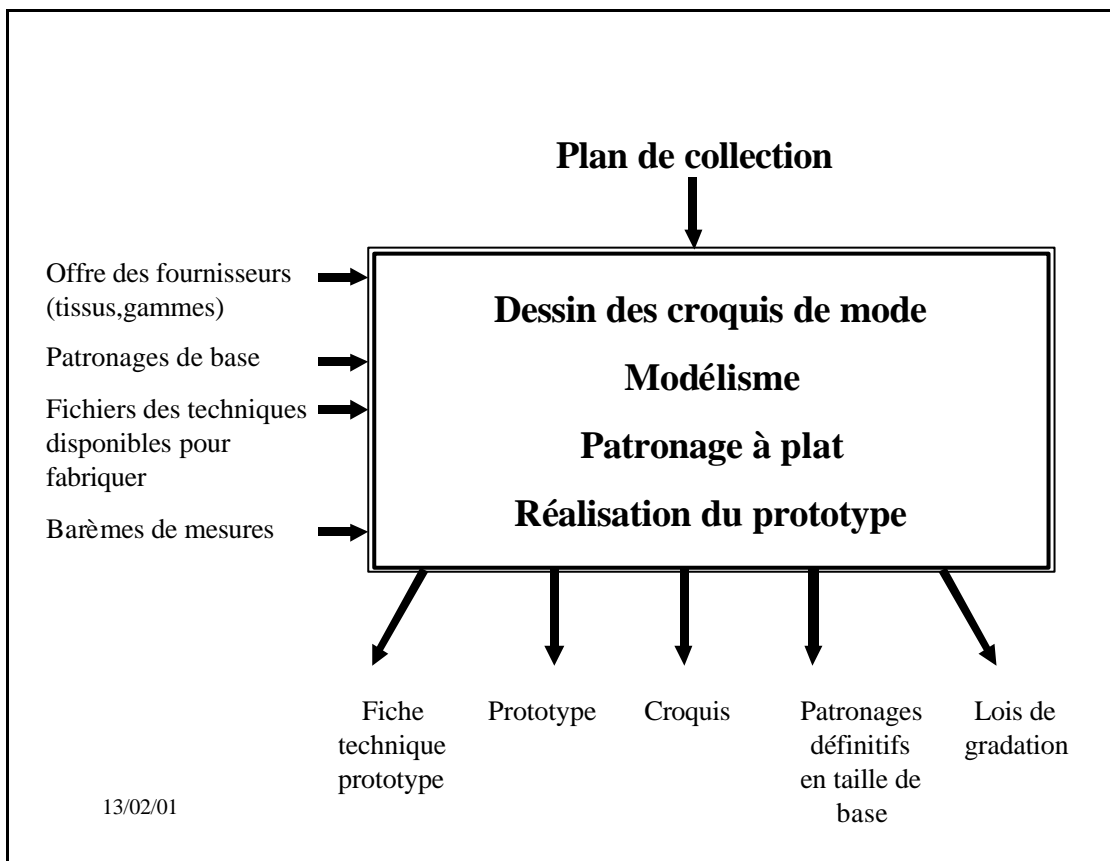 Plan de collection
Offre des fournisseurs
(tissus,gammes)
Patronages de base
Fichiers des techniques
disponibles pour
fabriquer
Barèmes de mesures
Dessin des croquis de mode
Modélisme
Patronage à plat
Réalisation du prototype
Fiche
technique
prototype
Prototype
Croquis
Patronages
définitifs
en taille de
base
Lois de
gradation
13/02/01